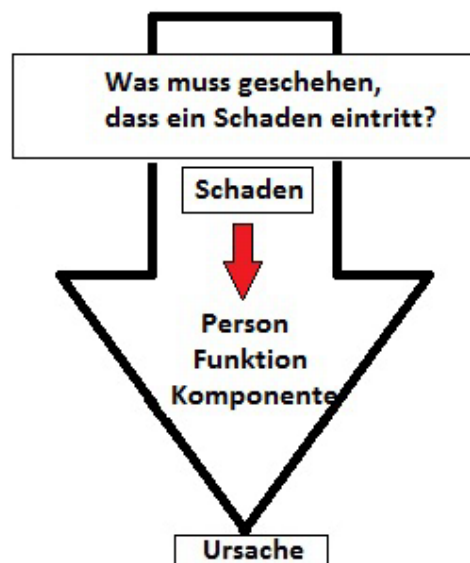 Was muss geschehen,
dass ein Schaden eintritt?
Schaden
Person
Funktion
Komponente
Ursache